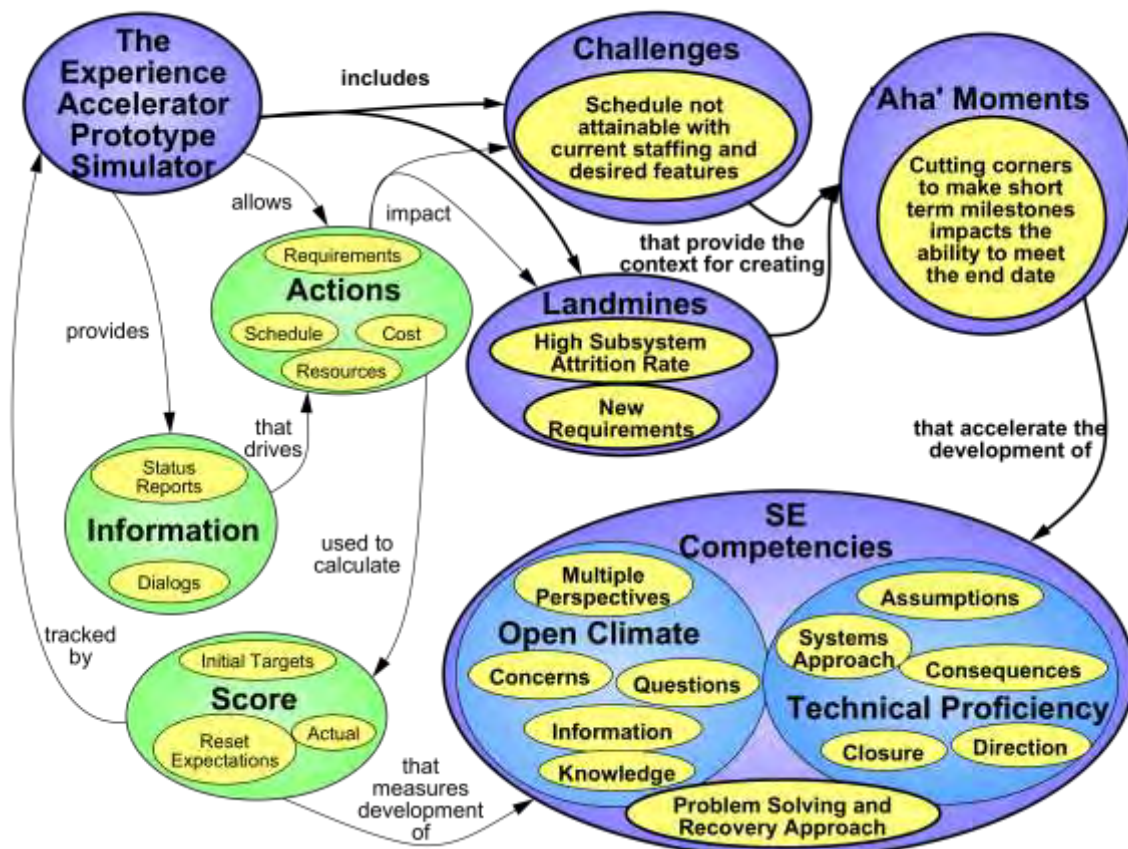 The
Experience
Accelerator
Prototype
Simulator
includes
Challenges
Schedule not
attainable with
current staffing and
desired features
'Aha' Moments
Cutting corners
to make short
term milestones
impacts the
ability to meet
the end date
allows
impact
that provide the
context for creating
Requirements
Actions
Schedule
Cost
Resources
Landmines
High Subsystem
Attrition Rate
New
Requirements
provides
that
drives
that accelerate the
development of
Status
Reports
Information
Dialogs
used to
calculate
tracked
by
Initial Targets
Score
Reset
Expectations
Actual
that
measures
development
of
SE
Competencies
Multiple
Perspectives
Open Climate
Concerns
Questions
Information
Knowledge
Assumptions
Systems
Approach
Consequences
Technical Proficiency
Closure
Direction
Problem Solving and
Recovery Approach